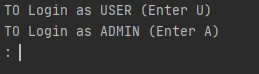 TO Login as USER (Enter U)
TO Login as ADMIN (Enter A)
: